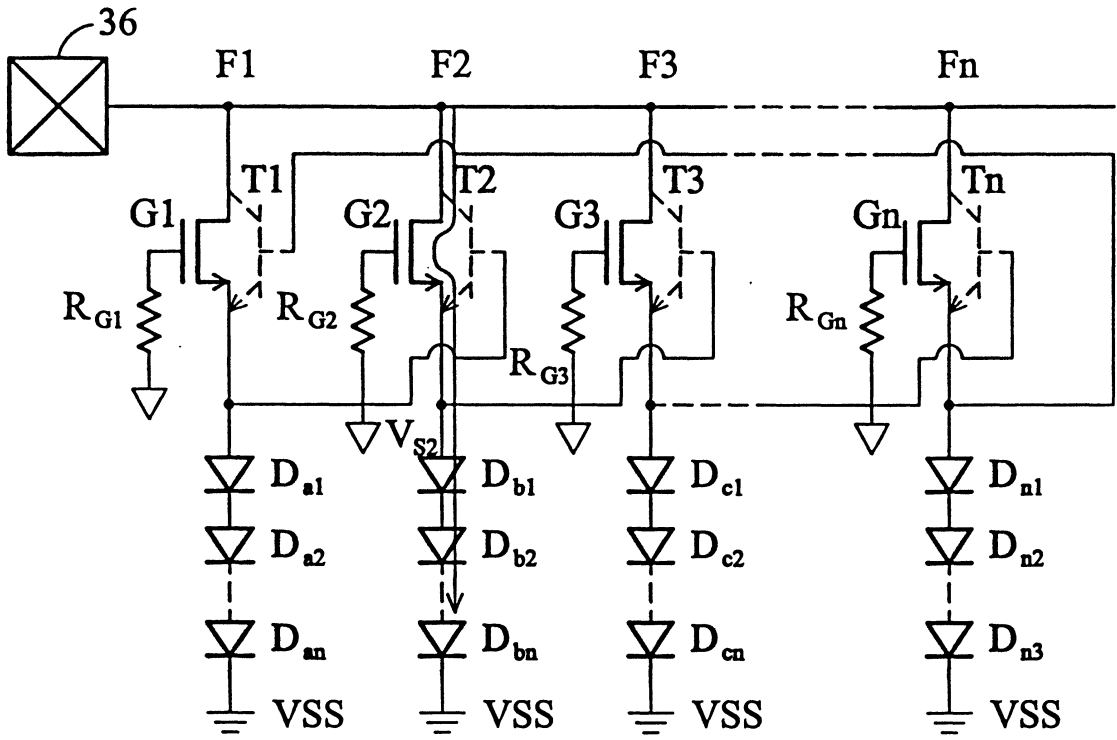 36
F1 F2 F3 Fn
T1 T2 T3 Tn
G1 G2 G3 Gn
RG1 RG2 RG3 RGn
VS2
Da1 Db1 Dc1 Dn1
Da2 Db2 Dc2 Dn2
Dan Dbn Dcn Dn3
VSS VSS VSS VSS